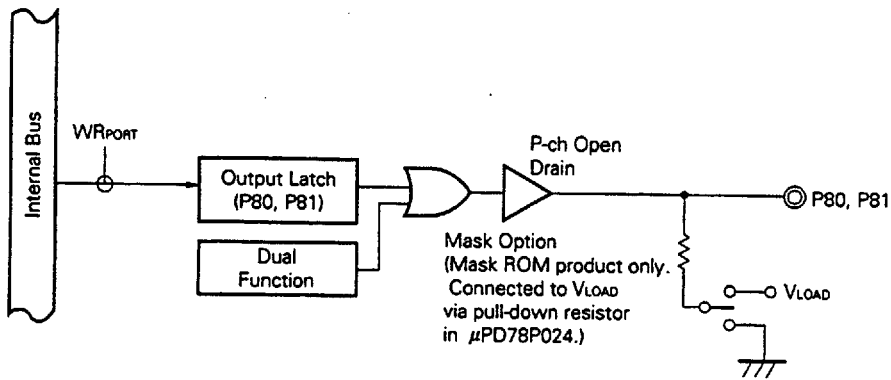 Internal Bus
WRPORT
Output Latch
(P80, P81)
Dual
Function
P-ch Open
Drain
P80, P81
Mask Option
(Mask ROM product only.
Connected to VLOAD
via pull-down resistor
in μPD78P024.)
VLOAD